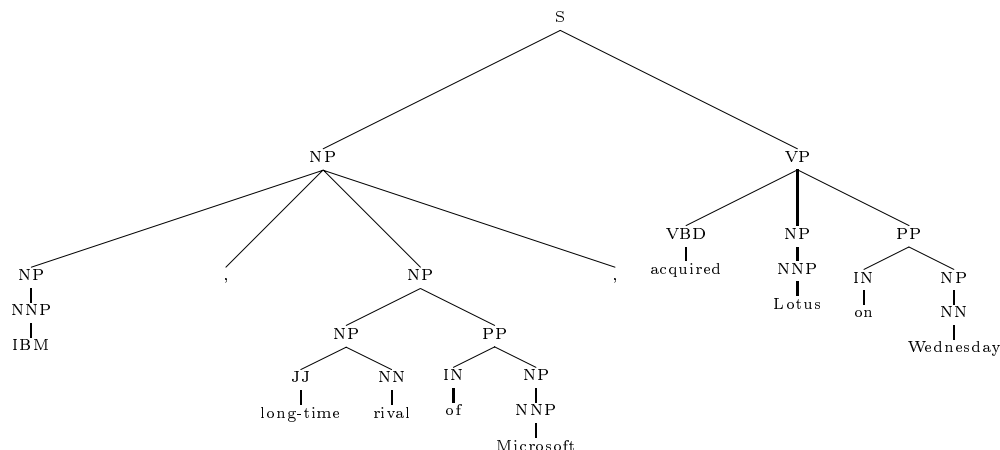 S
NP VP
VBD NP PP
acquired NNP IN NP
NP , NP ,
NNP Lotus on NN
IBM NP PP Wednesday
JJ NN IN NP
long-time rival of NNP
Microsoft